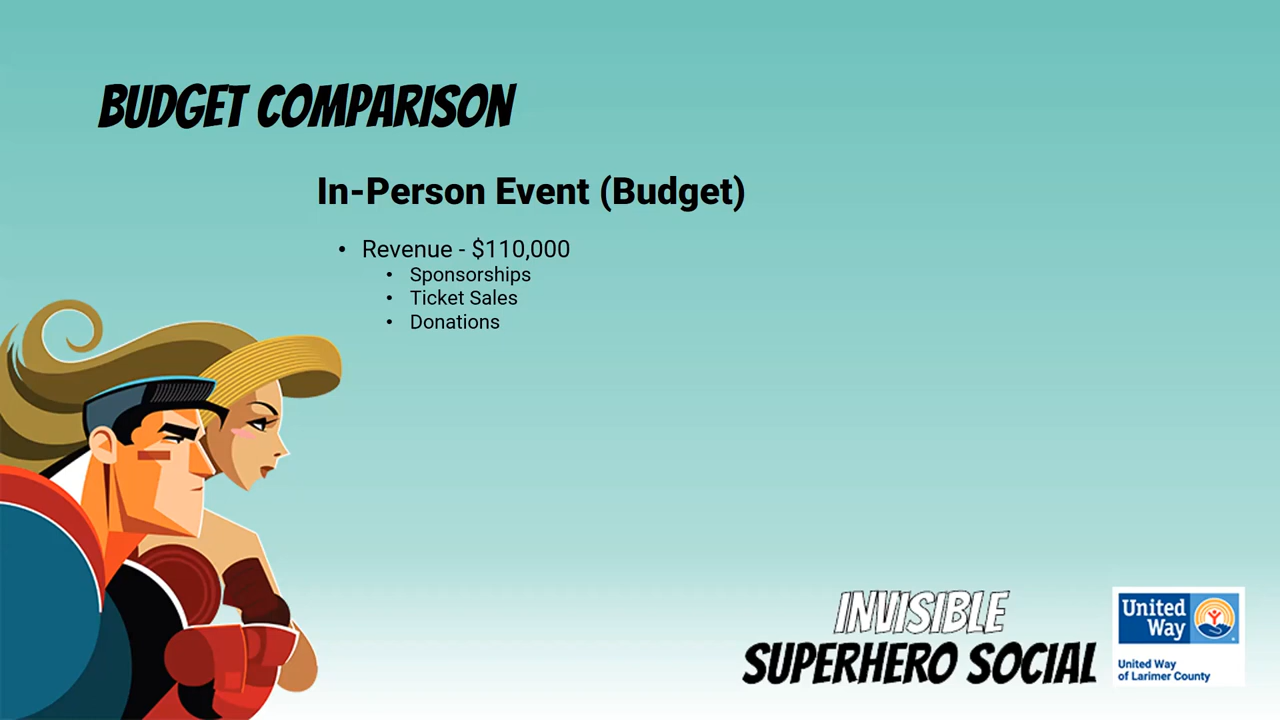 BUDGET COMPARISON
In-Person Event (Budget)
• Revenue - $110,000
• Sponsorships
• Ticket Sales
• Donations
INVISIBLE
SUPERHERO SOCIAL
United
Way
United Way
of Larimer County